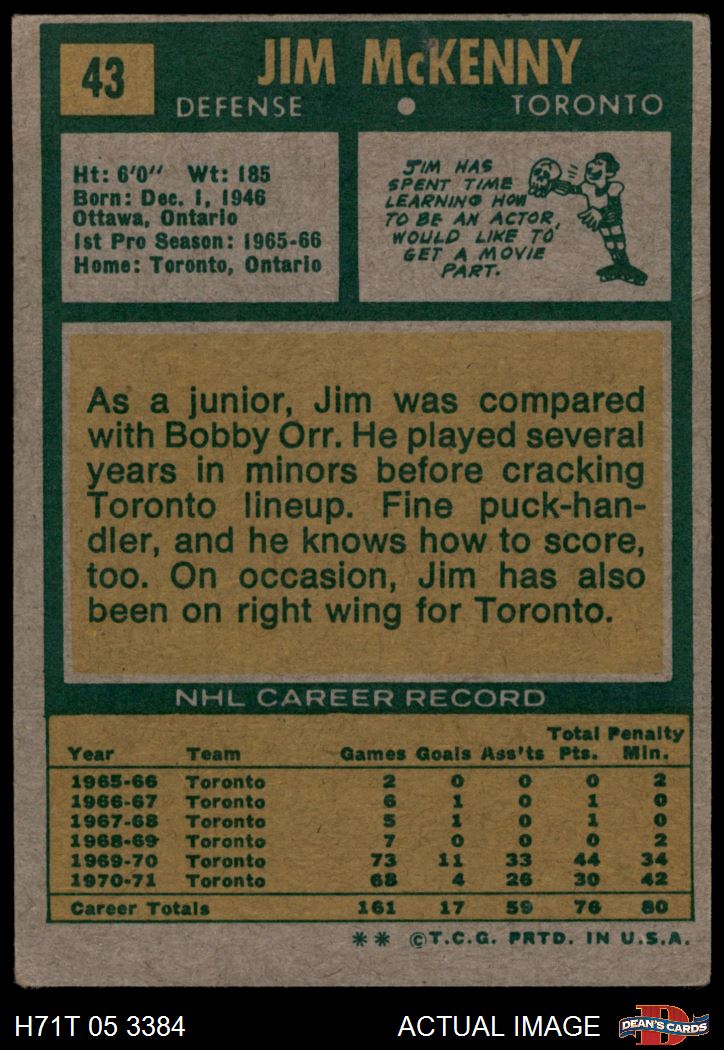 43
JIM McKENNY
DEFENSE • TORONTO
Ht: 6'0" Wt: 185
Born: Dec. 1, 1946
Ottawa, Ontario
1st Pro Season: 1965-66
Home: Toronto, Ontario
JIM HAS
SPENT TIME
LEARNING HOW
TO BE AN ACTOR,
WOULD LIKE TO
GET A MOVIE
PART.
As a junior, Jim was compared
with Bobby Orr. He played several
years in minors before cracking
Toronto lineup. Fine puck-han-
dler, and he knows how to score,
too. On occasion, Jim has also
been on right wing for Toronto.
NHL CAREER RECORD
Total Penalty
Year Team Games Goals Ass'ts Pts. Min.
1965-66 Toronto 2 0 0 0 2
1966-67 Toronto 6 1 0 1 0
1967-68 Toronto 5 1 0 1 0
1968-69 Toronto 7 0 0 0 2
1969-70 Toronto 73 11 33 44 34
1970-71 Toronto 68 4 26 30 42
Career Totals 161 17 59 76 80
** ©T.C.G. PRTD. IN U.S.A.
H71T 05 3384 ACTUAL IMAGE
D
DEAN'S CARDS